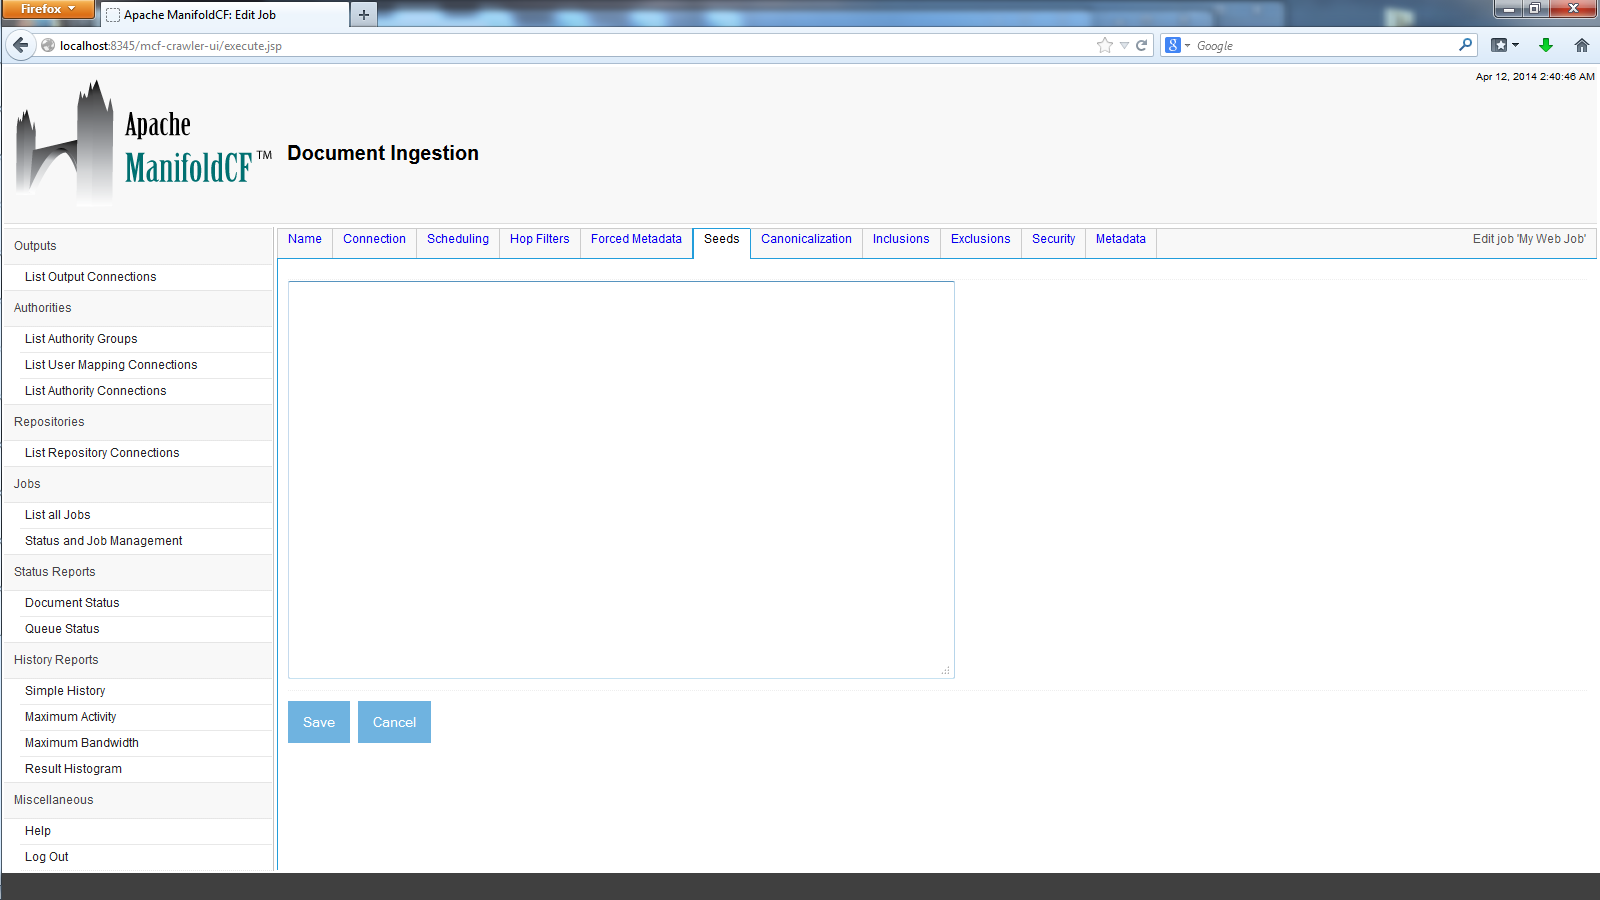 Firefox
Apache ManifoldCF: Edit Job
localhost:8345/mcf-crawler-ui/execute.jsp
Google
Apr 12, 2014 2:40:46 AM
Apache
ManifoldCF™
Document Ingestion
Name Connection Scheduling Hop Filters Forced Metadata Seeds Canonicalization Inclusions Exclusions Security Metadata Edit job 'My Web Job'
Outputs
List Output Connections
Authorities
List Authority Groups
List User Mapping Connections
List Authority Connections
Repositories
List Repository Connections
Jobs
List all Jobs
Status and Job Management
Status Reports
Document Status
Queue Status
History Reports
Simple History
Maximum Activity
Maximum Bandwidth
Result Histogram
Miscellaneous
Help
Log Out
Save Cancel